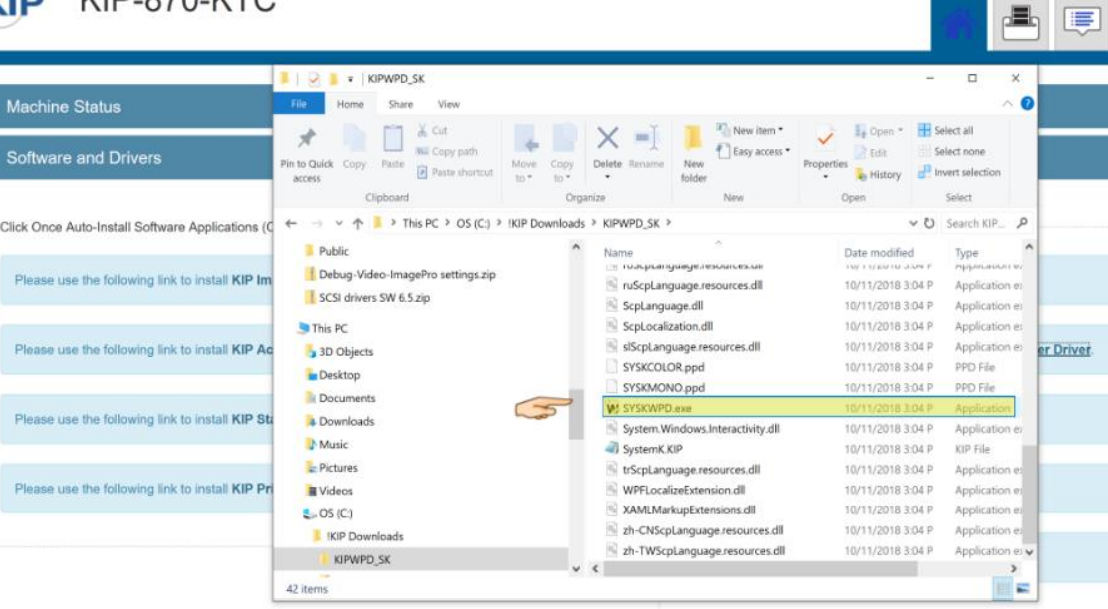 KIP KIP-870-KTC
KIPWPD_SK
File Home Share View
Machine Status
Software and Drivers
Pin to Quick access
Copy
Paste
Cut
Copy path
Paste shortcut
Clipboard
Move to
Copy to
Delete
Rename
Organize
New folder
New item
Easy access
New
Properties
Open
Edit
History
Open
Select all
Select none
Invert selection
Select
This PC > OS (C:) > !KIP Downloads > KIPWPD_SK >
Search KIP...
Click Once Auto-Install Software Applications (C
Please use the following link to install KIP Im
Please use the following link to install KIP Ac
er Driver.
Please use the following link to install KIP Sta
Please use the following link to install KIP Pri
Public
Debug-Video-ImagePro settings.zip
SCSI drivers SW 6.5.zip
This PC
3D Objects
Desktop
Documents
Downloads
Music
Pictures
Videos
OS (C:)
!KIP Downloads
KIPWPD_SK
Name Date modified Type
ruScpLanguage.resources.dll 10/11/2018 3:04 P Application e
ScpLanguage.dll 10/11/2018 3:04 P Application e
ScpLocalization.dll 10/11/2018 3:04 P Application e
slScpLanguage.resources.dll 10/11/2018 3:04 P Application e
SYSKCOLOR.ppd 10/11/2018 3:04 P PPD File
SYSKMONO.ppd 10/11/2018 3:04 P PPD File
SYSKWPD.exe 10/11/2018 3:04 P Application
System.Windows.Interactivity.dll 10/11/2018 3:04 P Application e
SystemK.KIP 10/11/2018 3:04 P KIP File
trScpLanguage.resources.dll 10/11/2018 3:04 P Application e
WPFLocalizeExtension.dll 10/11/2018 3:04 P Application e
XAMLMarkupExtensions.dll 10/11/2018 3:04 P Application e
zh-CNScpLanguage.resources.dll 10/11/2018 3:04 P Application e
zh-TWScpLanguage.resources.dll 10/11/2018 3:04 P Application e
42 items